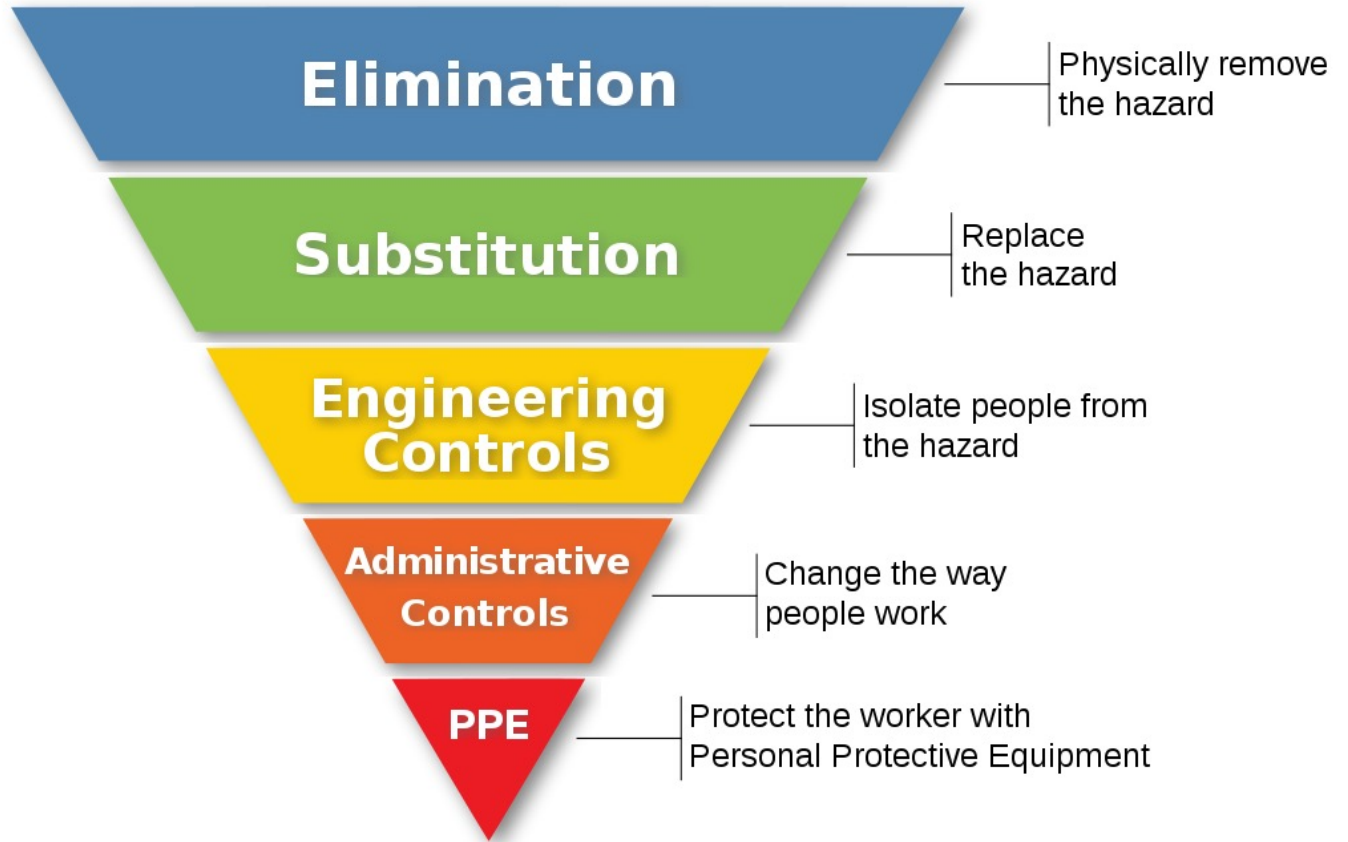 Elimination
Physically remove
the hazard
Substitution
Replace
the hazard
Engineering
Controls
Isolate people from
the hazard
Administrative
Controls
Change the way
people work
PPE
Protect the worker with
Personal Protective Equipment